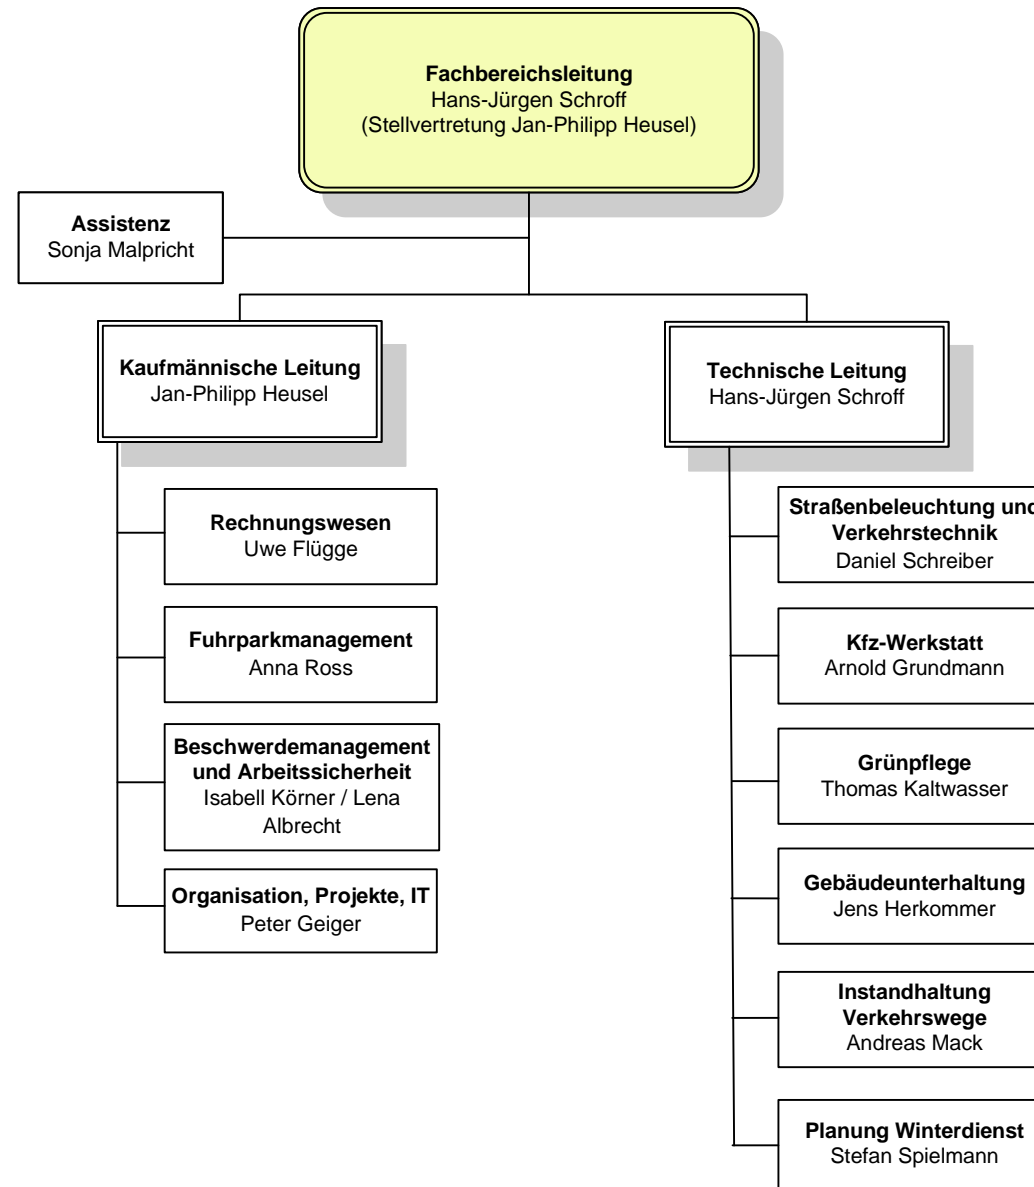 Fachbereichsleitung
Hans-Jürgen Schroff
(Stellvertretung Jan-Philipp Heusel)
Assistenz
Sonja Malpricht
Kaufmännische Leitung
Jan-Philipp Heusel
Technische Leitung
Hans-Jürgen Schroff
Rechnungswesen
Uwe Flügge
Fuhrparkmanagement
Anna Ross
Beschwerdemanagement
und Arbeitssicherheit
Isabell Körner / Lena
Albrecht
Organisation, Projekte, IT
Peter Geiger
Straßenbeleuchtung und
Verkehrstechnik
Daniel Schreiber
Kfz-Werkstatt
Arnold Grundmann
Grünpflege
Thomas Kaltwasser
Gebäudeunterhaltung
Jens Herkommer
Instandhaltung
Verkehrswege
Andreas Mack
Planung Winterdienst
Stefan Spielmann